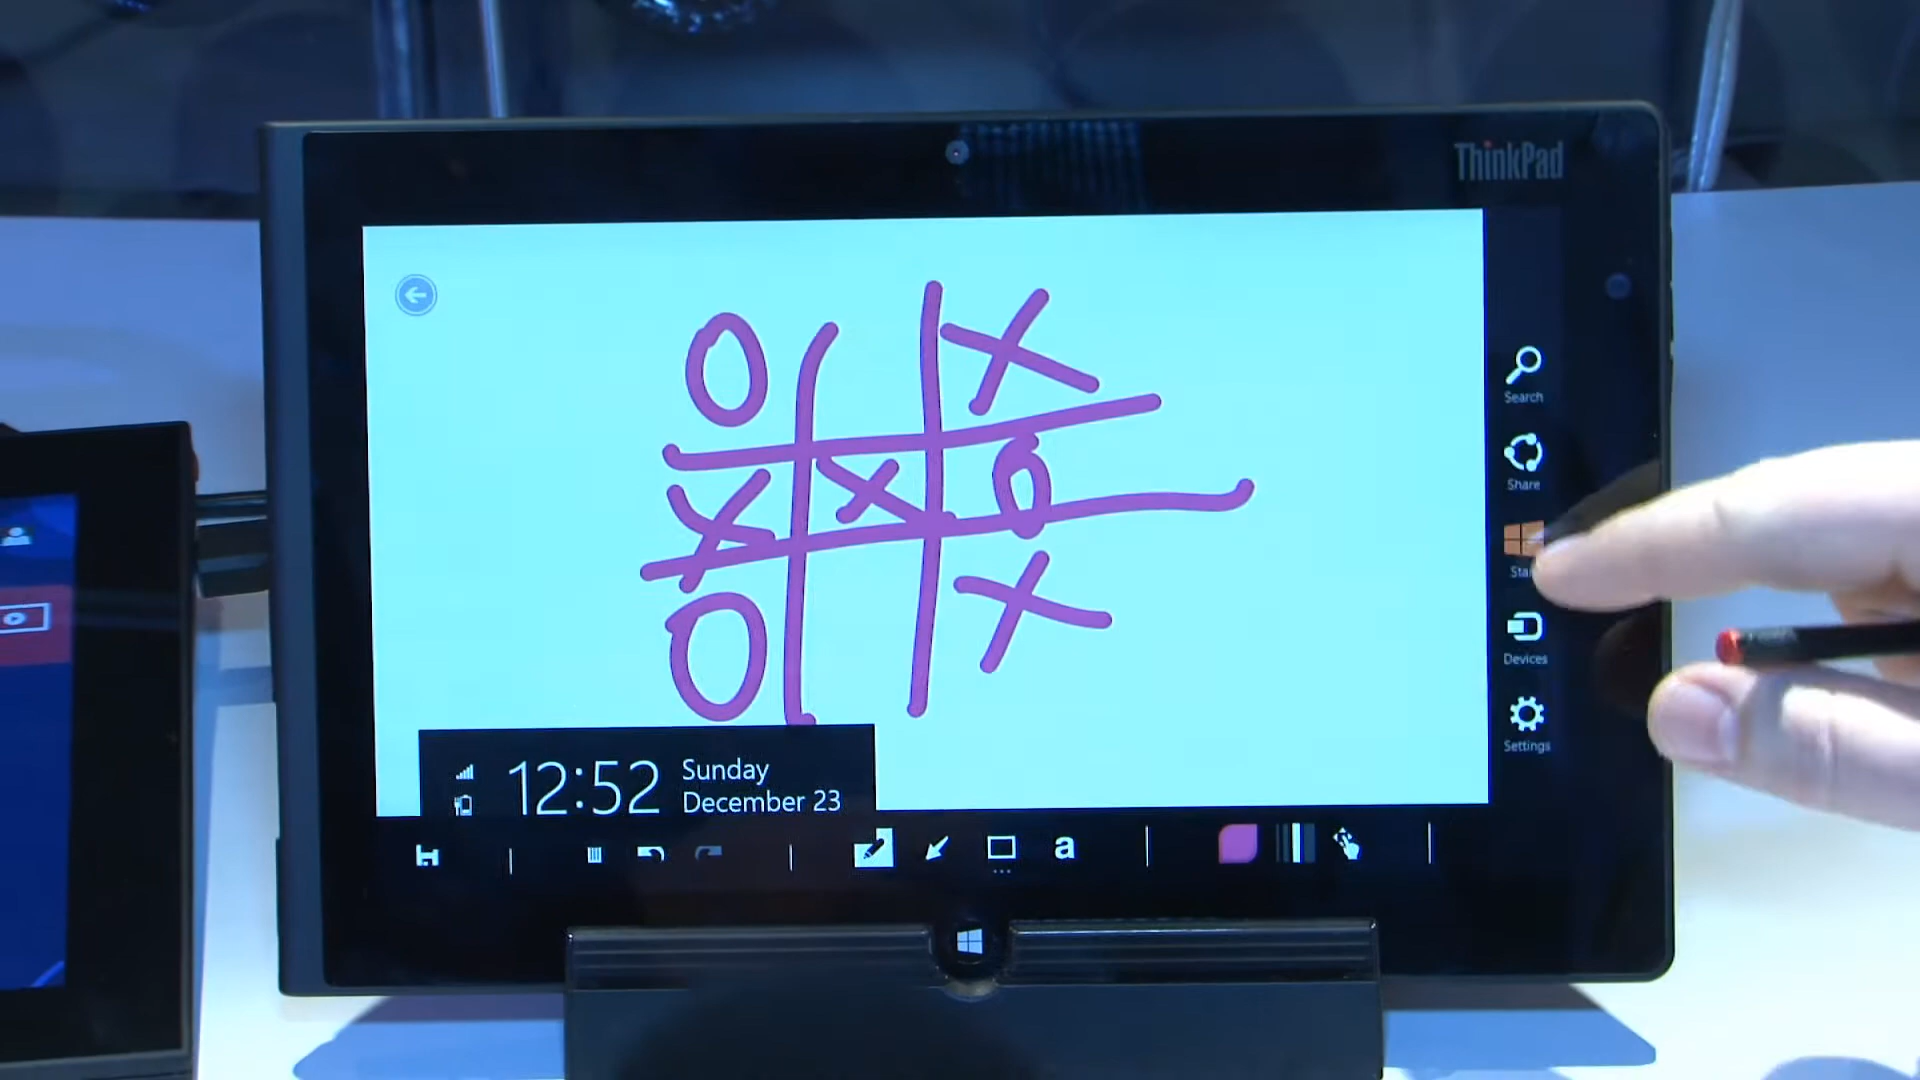 ThinkPad
O X
X X O
O X
Search
Share
Devices
Settings
12:52
Sunday
December 23
a